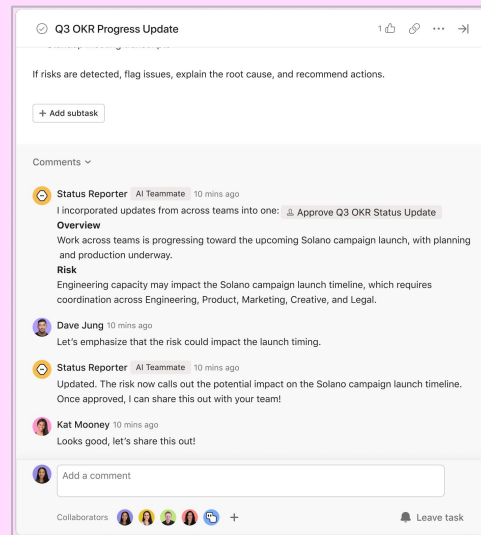 Q3 OKR Progress Update
1
If risks are detected, flag issues, explain the root cause, and recommend actions.
+ Add subtask
Comments
Status Reporter AI Teammate 10 mins ago
I incorporated updates from across teams into one: Approve Q3 OKR Status Update
Overview
Work across teams is progressing toward the upcoming Solano campaign launch, with planning
and production underway.
Risk
Engineering capacity may impact the Solano campaign launch timeline, which requires
coordination across Engineering, Product, Marketing, Creative, and Legal.
Dave Jung 10 mins ago
Let's emphasize that the risk could impact the launch timing.
Status Reporter AI Teammate 10 mins ago
Updated. The risk now calls out the potential impact on the Solano campaign launch timeline.
Once approved, I can share this out with your team!
Kat Mooney 10 mins ago
Looks good, let's share this out!
Add a comment
Collaborators +
Leave task